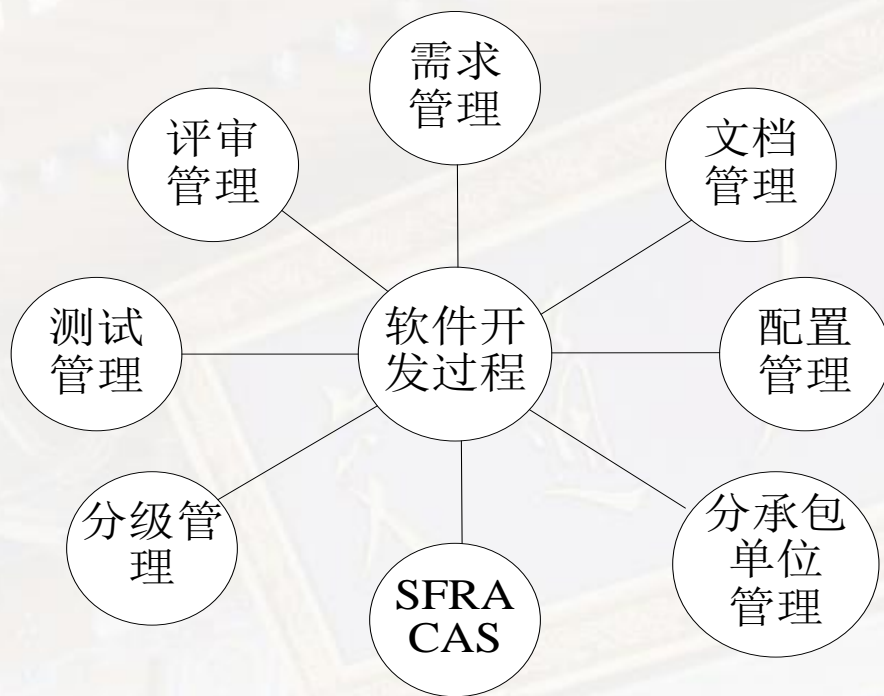 需求
管理
评审
管理
文档
管理
测试
管理
软件开
发过程
配置
管理
分级管
理
SFRA
CAS
分承包
单位
管理